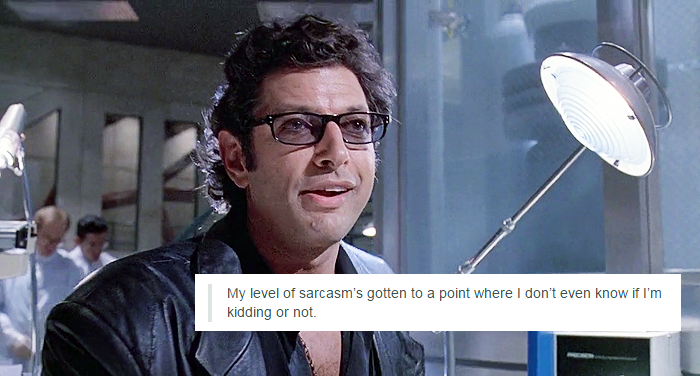 My level of sarcasm's gotten to a point where I don't even know if I'm
kidding or not.